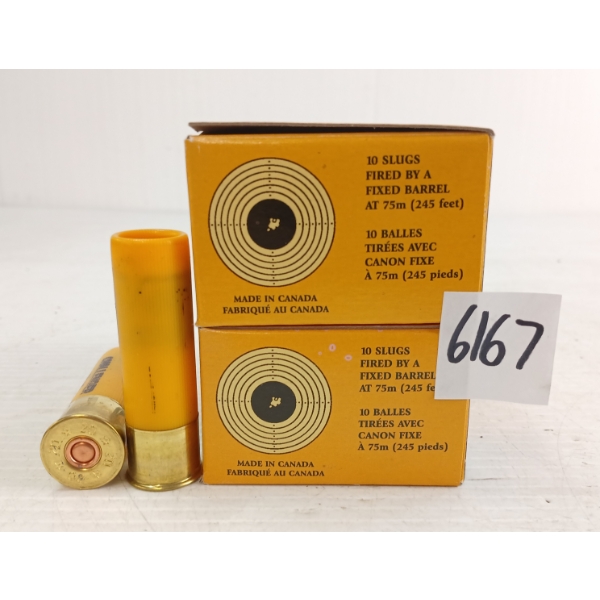 10 SLUGS
FIRED BY A
FIXED BARREL
AT 75m (245 feet)
10 BALLES
TIRÉES AVEC
CANON FIXE
À 75m (245 pieds)
MADE IN CANADA
FABRIQUÉ AU CANADA
6167
10 SLUGS
FIRED BY A
FIXED BARREL
AT 75m (245
10 BALLES
TIRÉES AVEC
CANON FIXE
À 75m (245 pieds)
MADE IN CANADA
FABRIQUÉ AU CANADA